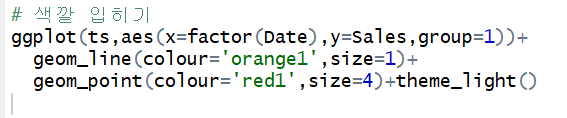 # 색깔 입히기
ggplot(ts,aes(x=factor(Date),y=Sales,group=1))+
geom_line(colour='orange1',size=1)+
geom_point(colour='red1',size=4)+theme_light()